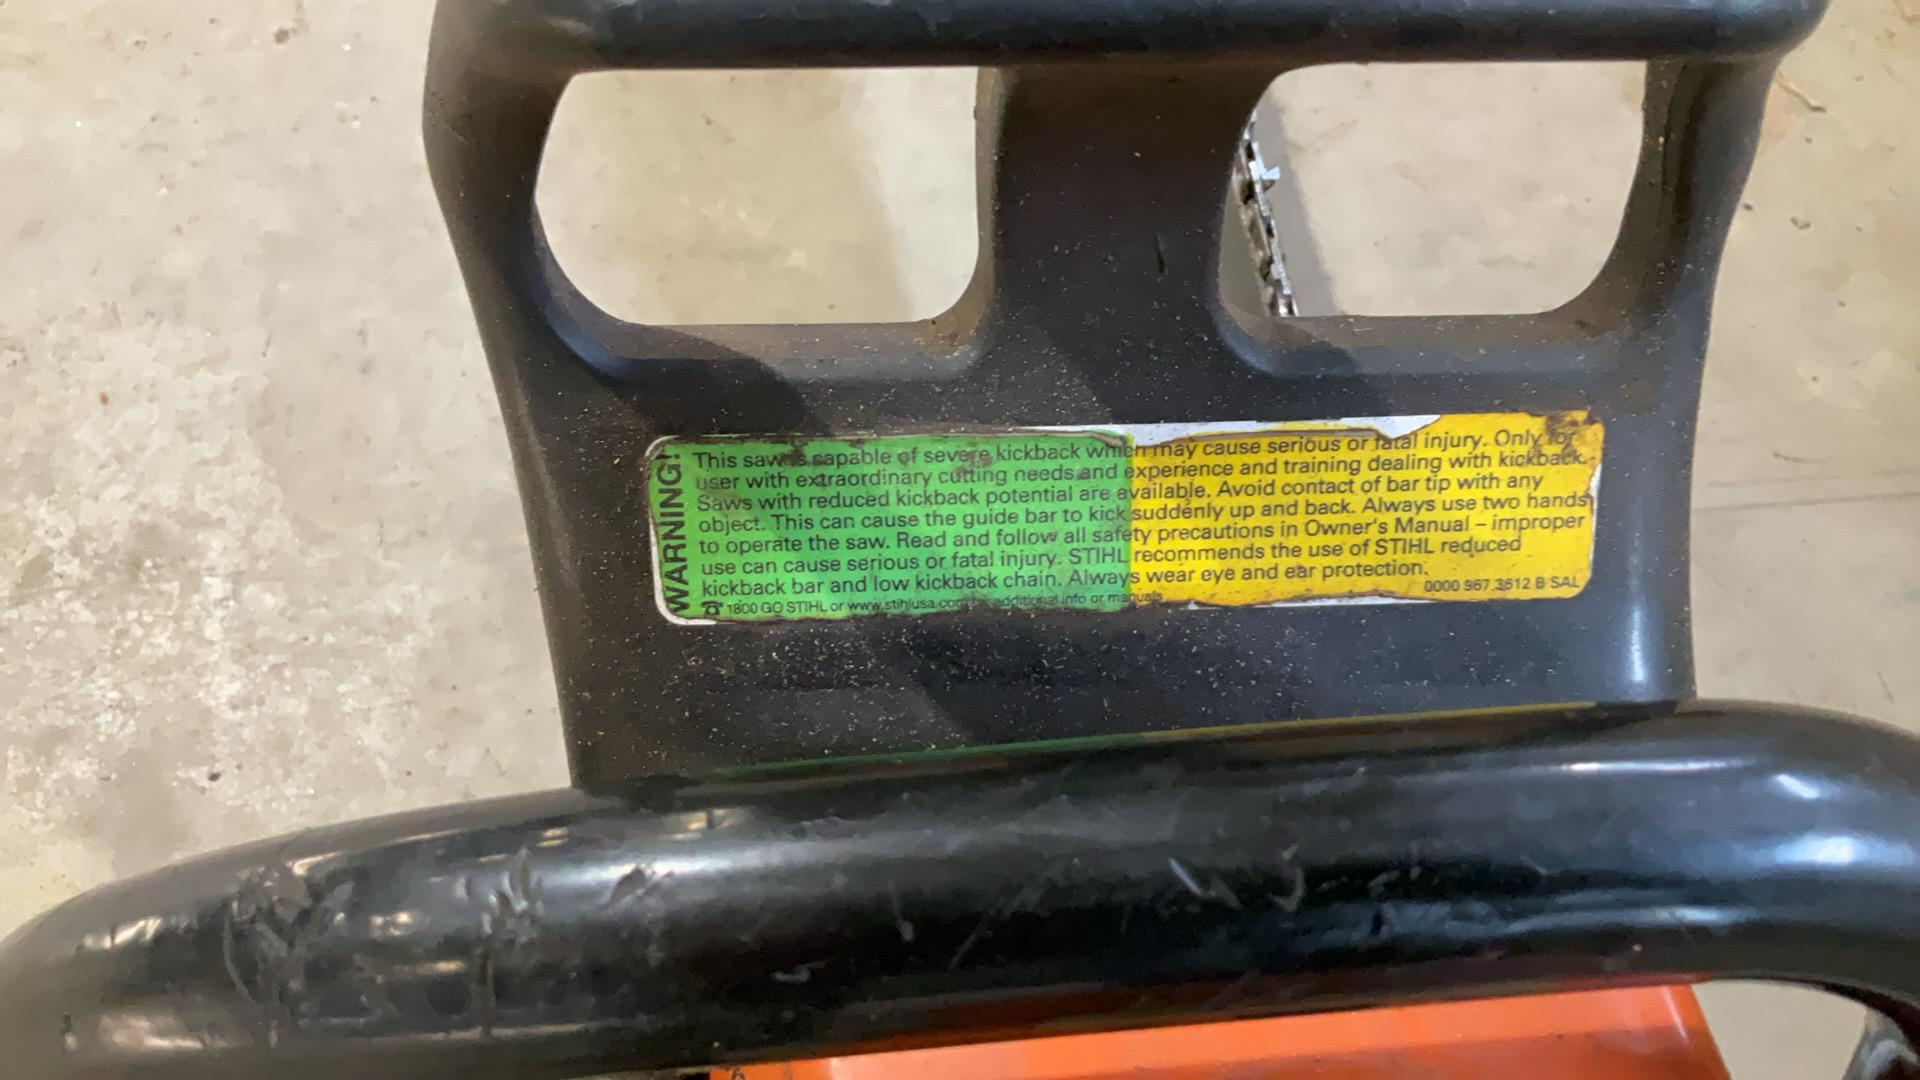 WARNING!
This saw is capable of severe kickback which may cause serious or fatal injury. Only for
user with extraordinary cutting needs and experience and training dealing with kickback.
Saws with reduced kickback potential are available. Avoid contact of bar tip with any
object. This can cause the guide bar to kick suddenly up and back. Always use two hands
to operate the saw. Read and follow all safety precautions in Owner's Manual – improper
use can cause serious or fatal injury. STIHL recommends the use of STIHL reduced
kickback bar and low kickback chain. Always wear eye and ear protection.
1800 GO STIHL or www.stihlusa.com additional info or manuals
0000 967 3612 B SAL